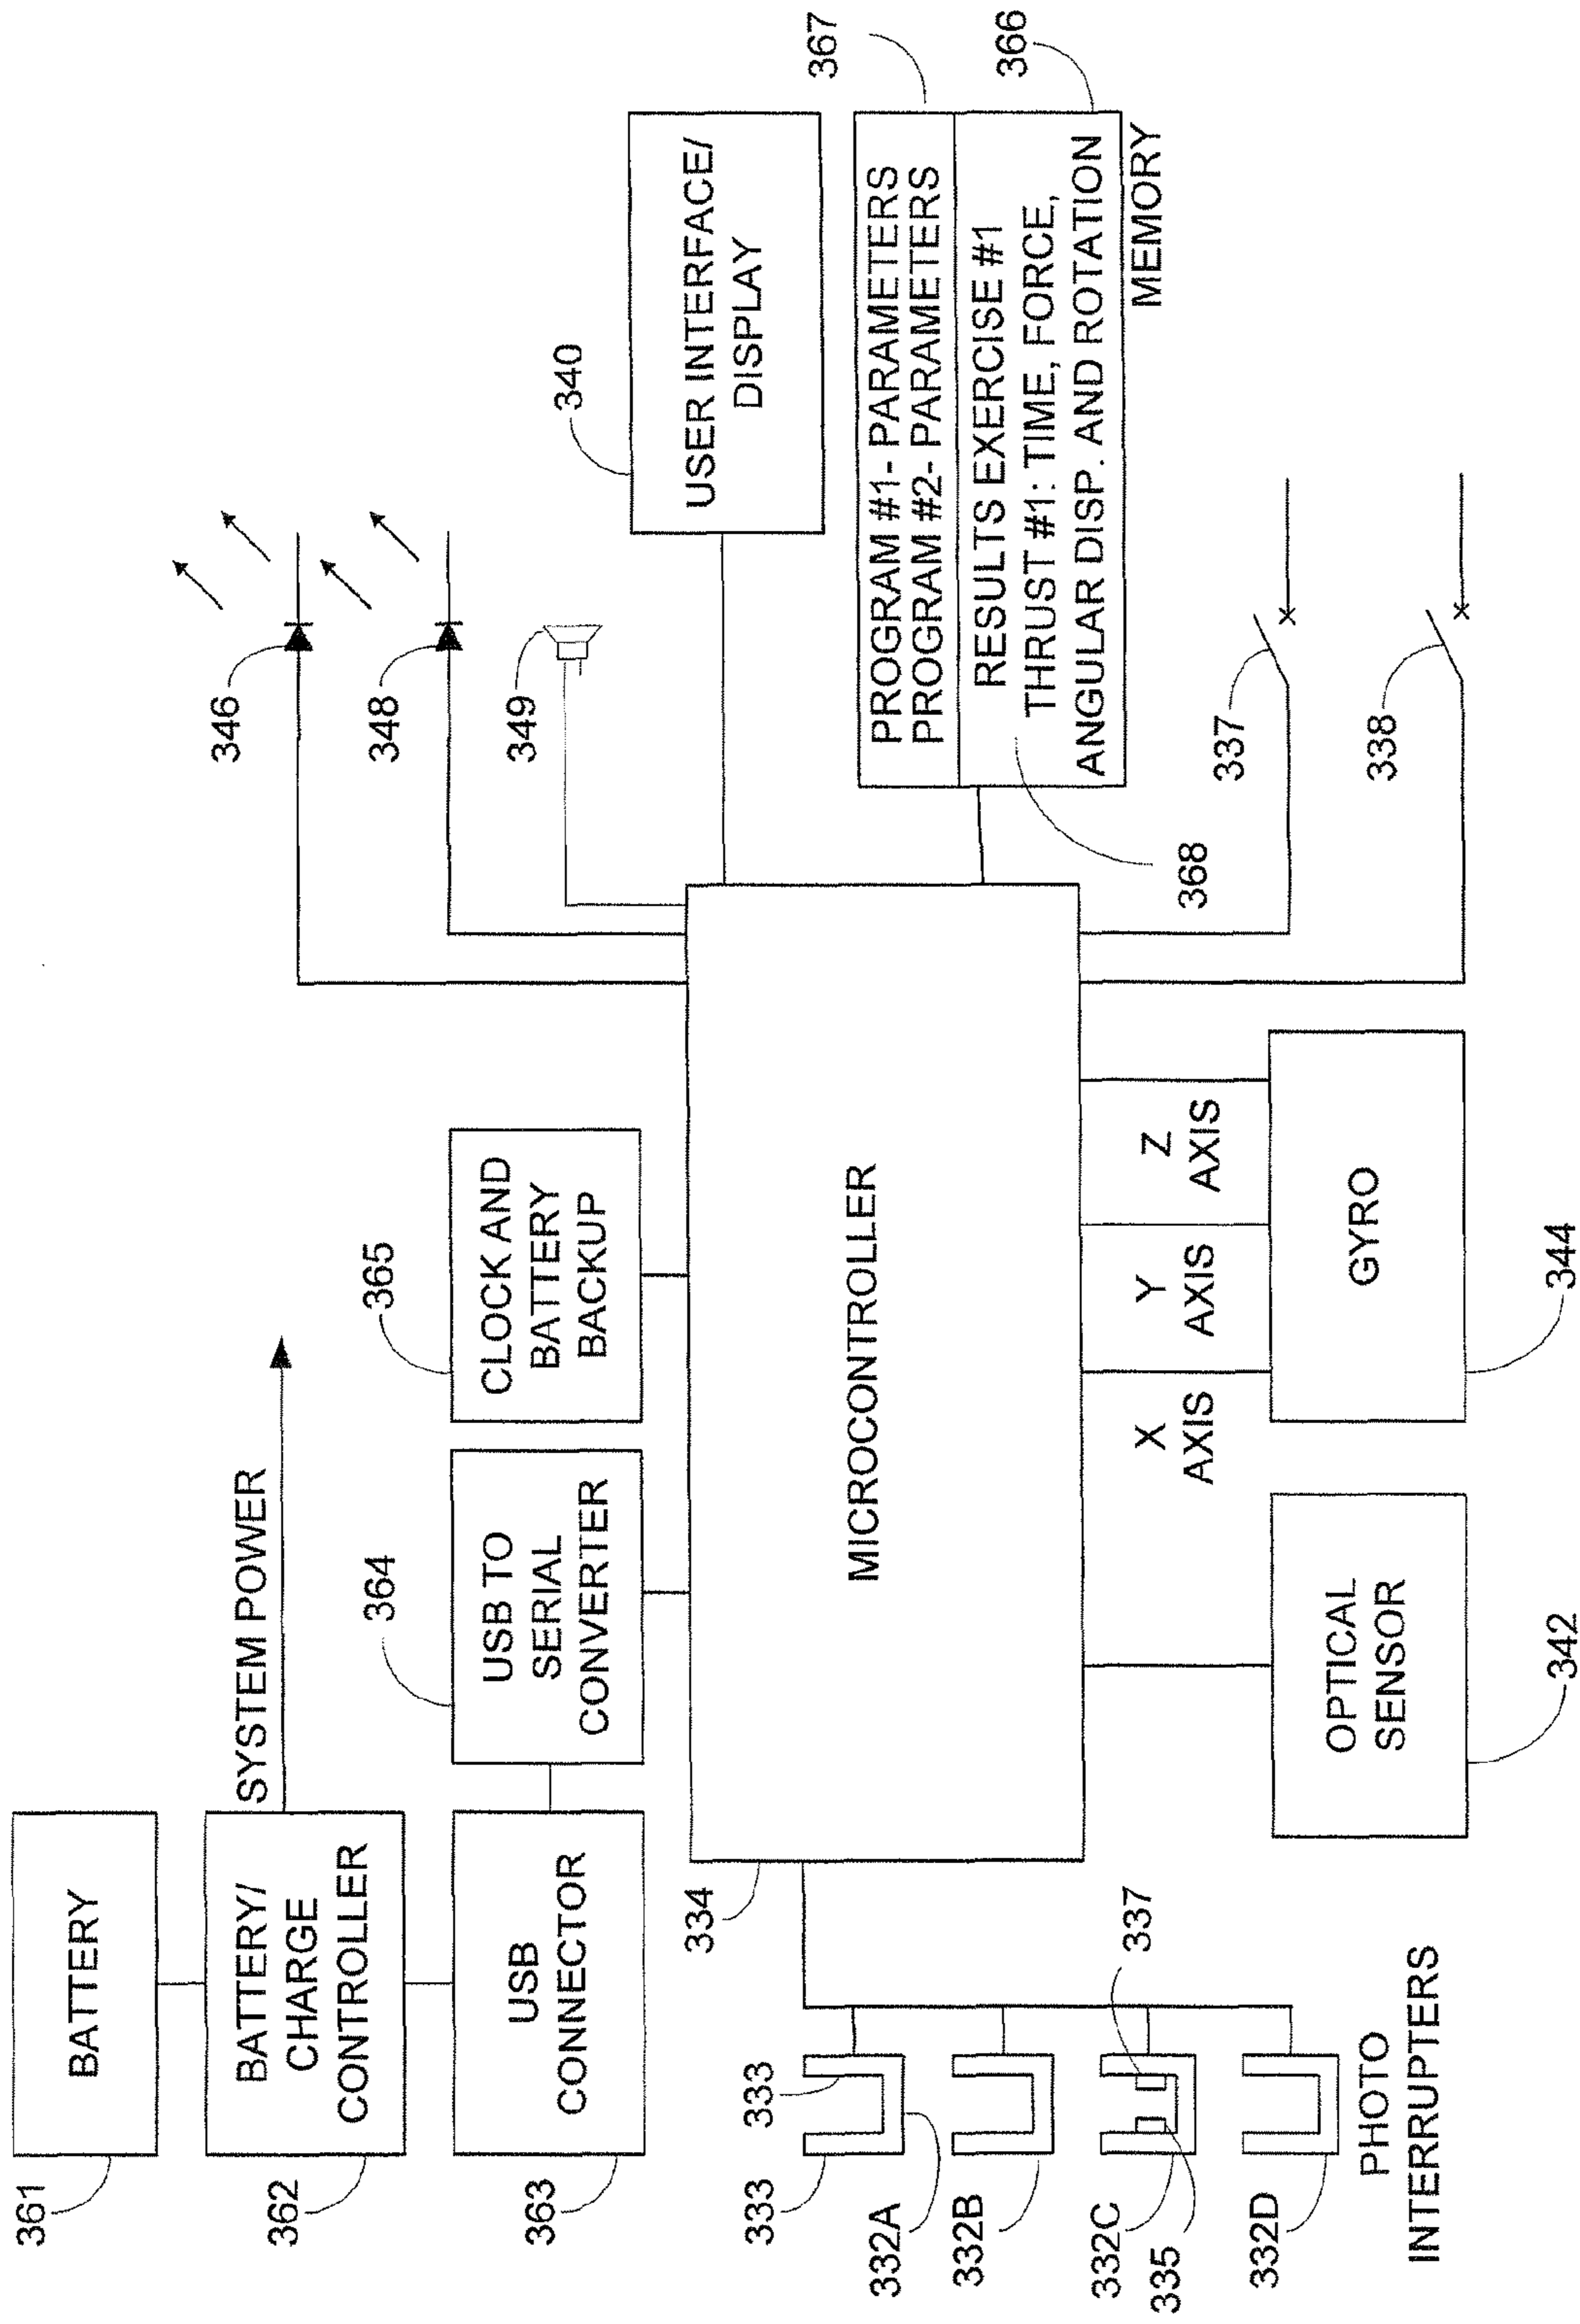 361
BATTERY
362
BATTERY/
CHARGE
CONTROLLER
SYSTEM POWER
363
USB
CONNECTOR
364
USB TO
SERIAL
CONVERTER
365
CLOCK AND
BATTERY
BACKUP
346
348
349
340
USER INTERFACE/
DISPLAY
334
MICROCONTROLLER
367
PROGRAM #1- PARAMETERS
PROGRAM #2- PARAMETERS
366
RESULTS EXERCISE #1
THRUST #1: TIME, FORCE,
ANGULAR DISP. AND ROTATION
MEMORY
368
333
333
332A
332B
332C
335
337
332D
PHOTO
INTERRUPTERS
342
OPTICAL
SENSOR
X
AXIS
Y
AXIS
Z
AXIS
GYRO
344
337
338